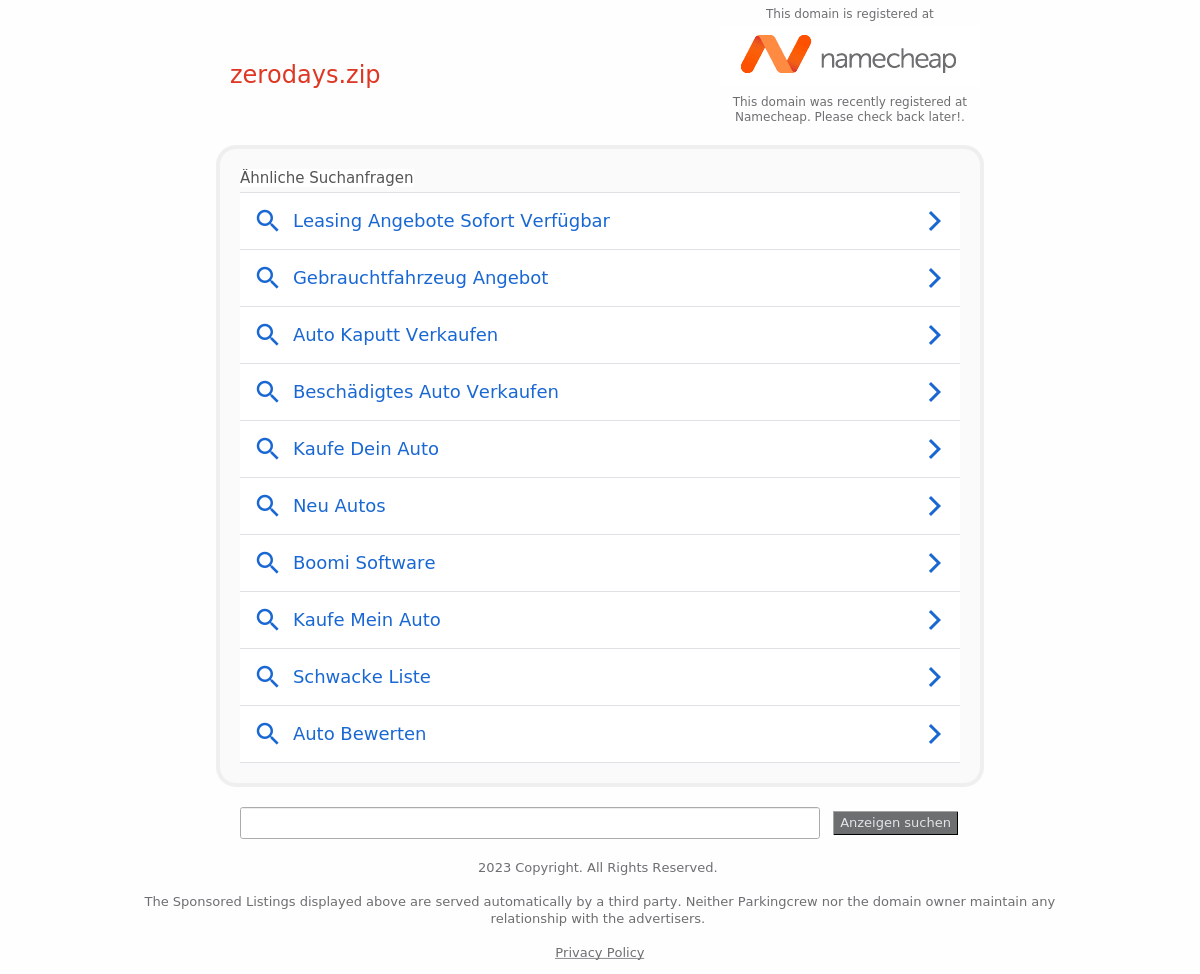 This domain is registered at
namecheap
zerodays.zip
This domain was recently registered at
Namecheap. Please check back later!.
Ähnliche Suchanfragen
Leasing Angebote Sofort Verfügbar
Gebrauchtfahrzeug Angebot
Auto Kaputt Verkaufen
Beschädigtes Auto Verkaufen
Kaufe Dein Auto
Neu Autos
Boomi Software
Kaufe Mein Auto
Schwacke Liste
Auto Bewerten
Anzeigen suchen
2023 Copyright. All Rights Reserved.
The Sponsored Listings displayed above are served automatically by a third party. Neither Parkingcrew nor the domain owner maintain any
relationship with the advertisers.
Privacy Policy